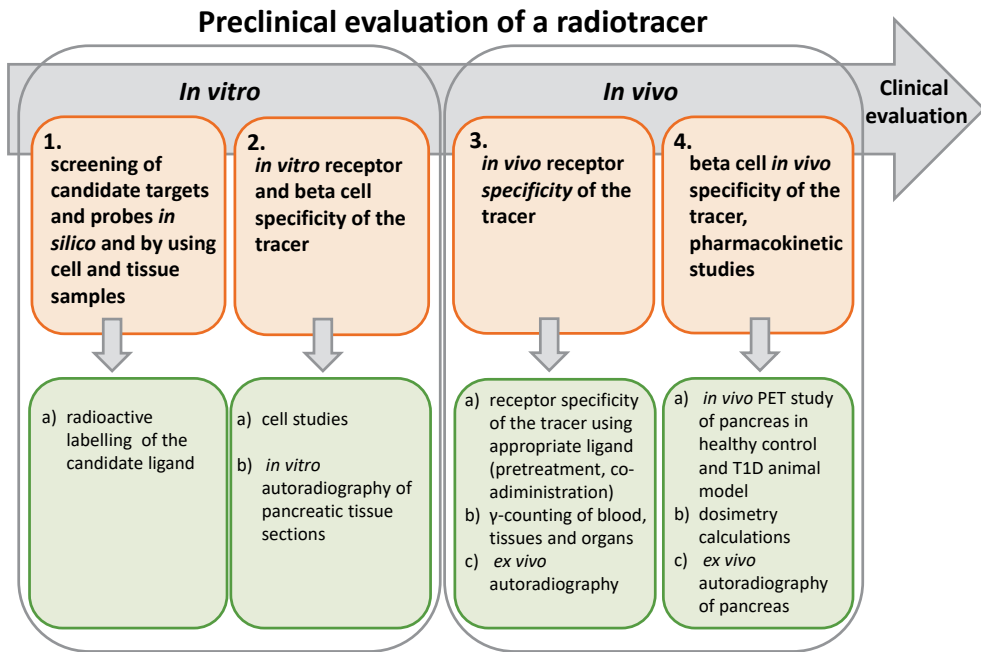 Preclinical evaluation of a radiotracer
In vitro
In vivo
Clinical
evaluation
1.
screening of
candidate targets
and probes in
silico and by using
cell and tissue
samples
2.
in vitro receptor
and beta cell
specificity of the
tracer
3.
in vivo receptor
specificity of the
tracer
4.
beta cell in vivo
specificity of the
tracer,
pharmacokinetic
studies
a) radioactive
labelling of the
candidate ligand
a) cell studies
b) in vitro
autoradiography of
pancreatic tissue
sections
a) receptor specificity
of the tracer using
appropriate ligand
(pretreatment, co-
adiministration)
b) γ-counting of blood,
tissues and organs
c) ex vivo
autoradiography
a) in vivo PET study
of pancreas in
healthy control
and T1D animal
model
b) dosimetry
calculations
c) ex vivo
autoradiography
of pancreas